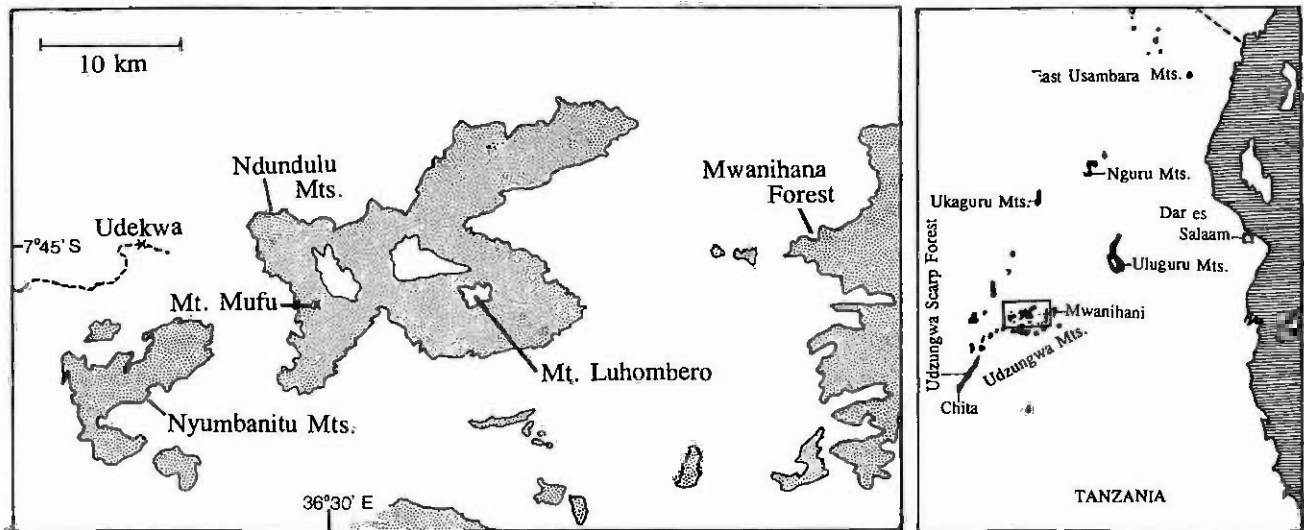 10 km
Ndundulu
Mts.
Mwanihana
Forest
Udekwa
7°45' S
Mt. Mufu
Mt. Luhombero
Nyumbanitu Mts.
36°30' E
East Usambara Mts.
Nguru Mts.
Ukaguru Mts.
Dar es
Salaam
Uluguru Mts.
Udzungwa Scarp Forest
Mwanihani
Udzungwa Mts.
Chita
TANZANIA